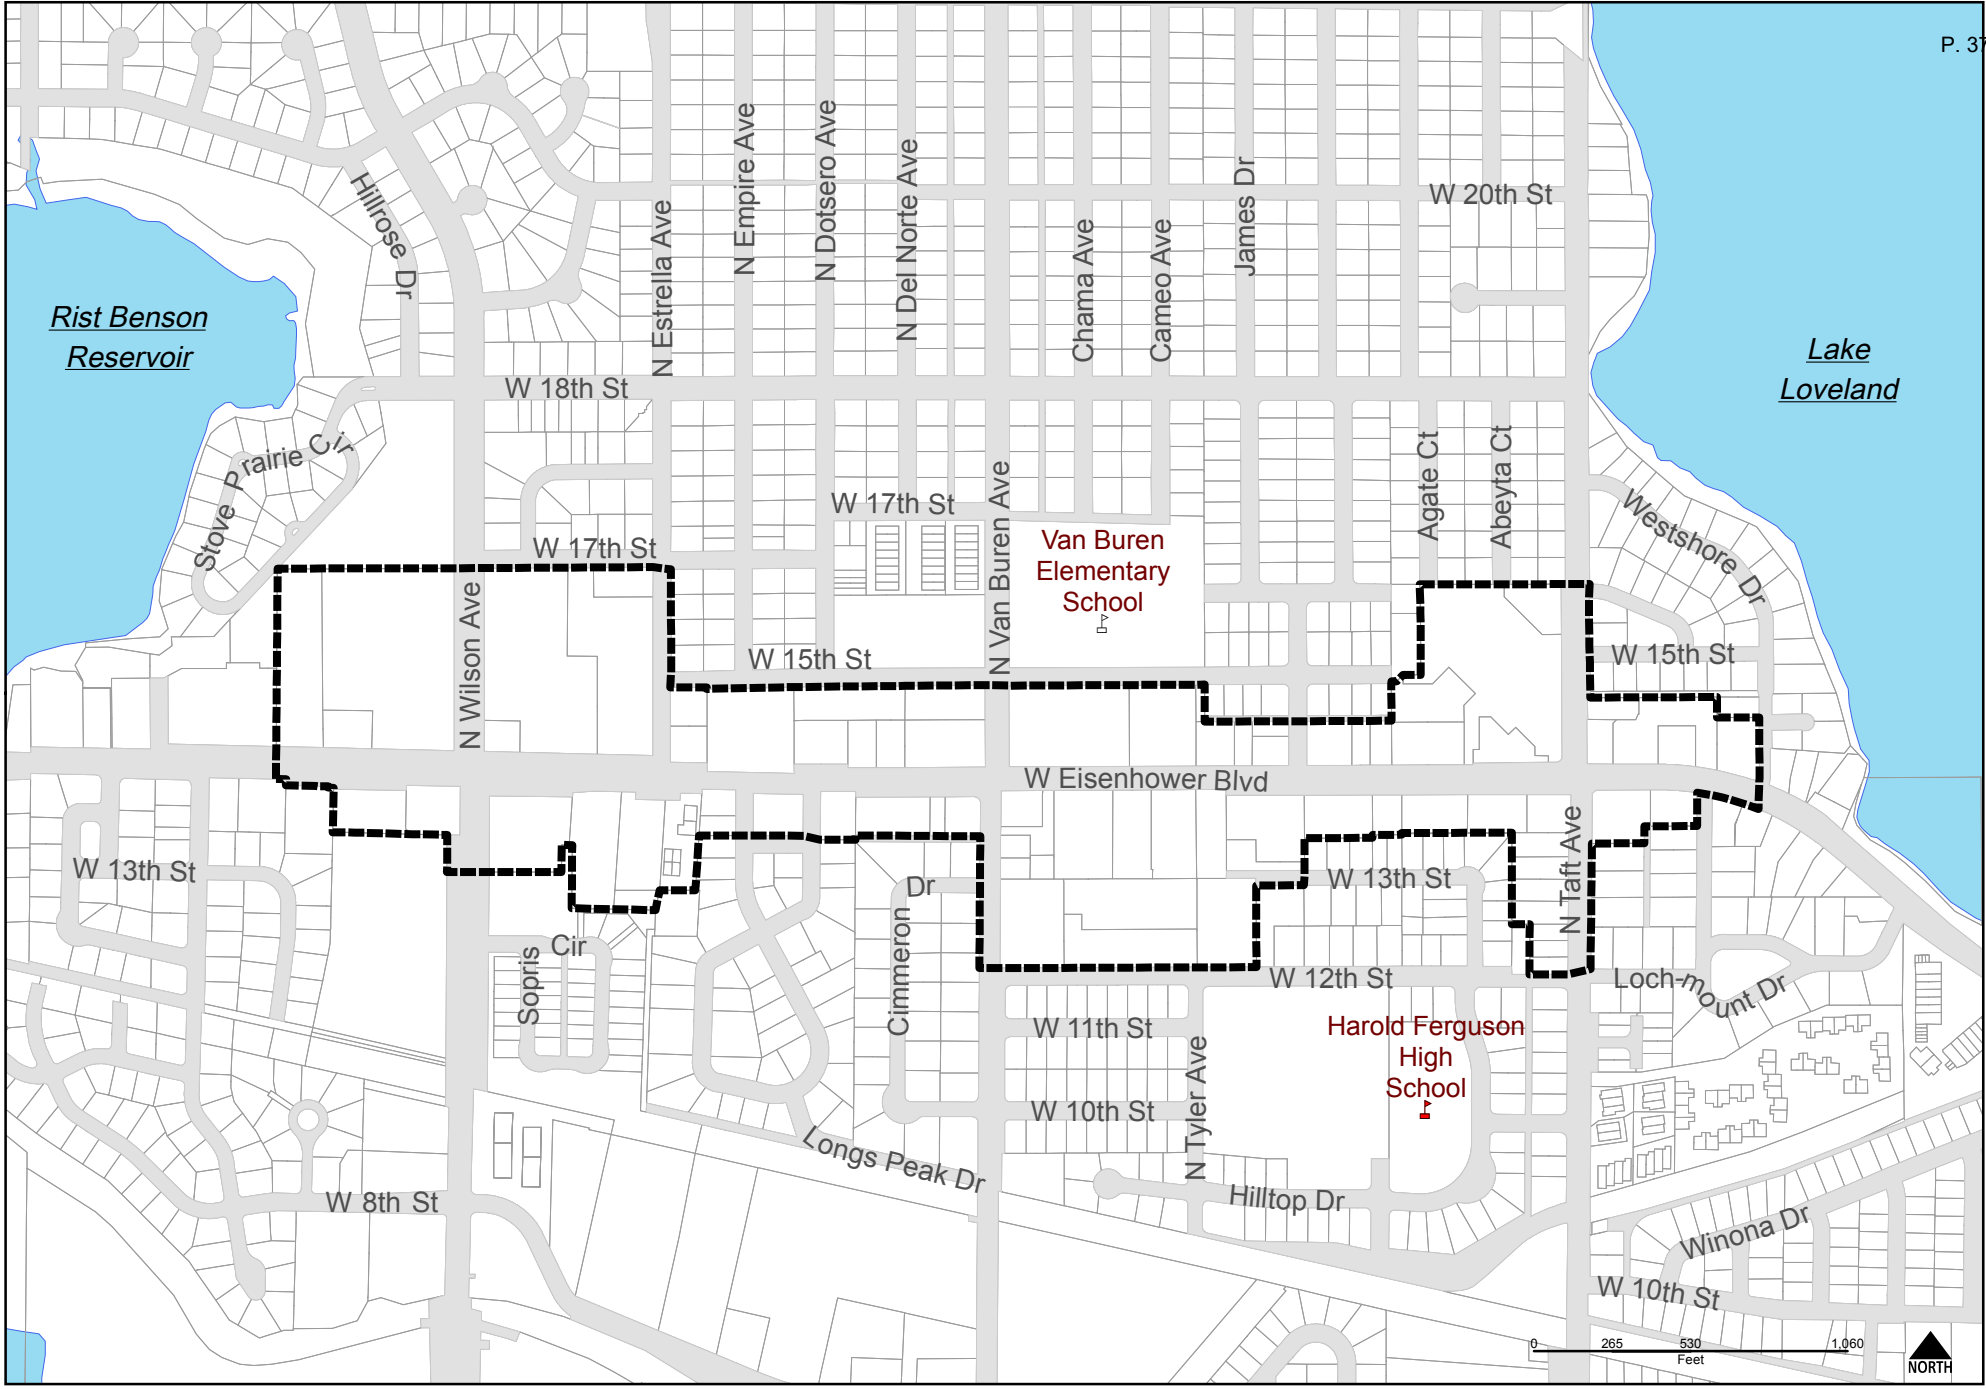 P. 37
N Empire Ave
N Dotsero Ave
N Del Norte Ave
James Dr
W 20th St
Hillrose Dr
N Estrella Ave
Chama Ave
Cameo Ave
Rist Benson
Reservoir
Lake
Loveland
W 18th St
Stove Prairie Cir
Agate Ct
Abeyta Ct
W 17th St
N Van Buren Ave
Westshore Dr
W 17th St
Van Buren
Elementary
School
N Wilson Ave
W 15th St
W 15th St
W Eisenhower Blvd
N Taft Ave
W 13th St
Cimmeron Dr
W 13th St
Sopris Cir
W 12th St
Loch-mount Dr
W 11th St
Harold Ferguson
High
School
N Tyler Ave
W 10th St
Longs Peak Dr
W 8th St
Hilltop Dr
Winona Dr
W 10th St
0 265 530 1,060
Feet
NORTH